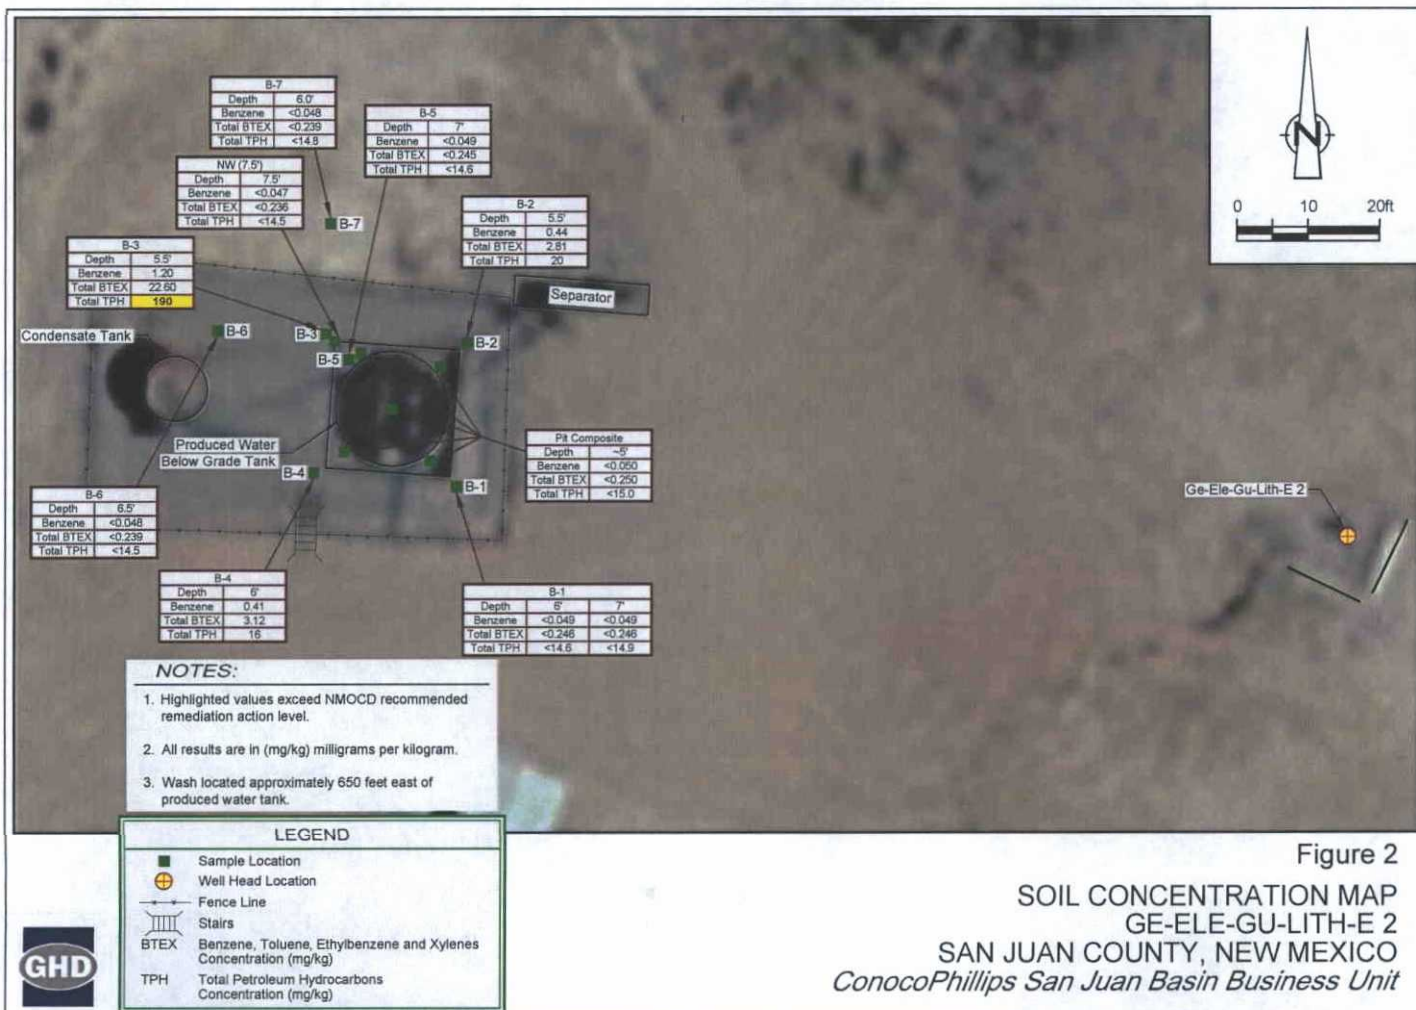 B-7
Depth 6.0'
Benzene <0.048
Total BTEX <0.239
Total TPH <14.8
B-5
Depth 7'
Benzene <0.049
Total BTEX <0.245
Total TPH <14.6
NW (7.5')
Depth 7.5'
Benzene <0.047
Total BTEX <0.236
Total TPH <14.5
B-2
Depth 5.5'
Benzene 0.44
Total BTEX 2.81
Total TPH 20
B-3
Depth 5.5'
Benzene 1.20
Total BTEX 22.60
Total TPH 190
N
0 10 20ft
B-7
Separator
Condensate Tank
B-6
B-3
B-5
B-2
Produced Water
Below Grade Tank
B-4
B-1
Pit Composite
Depth ~5'
Benzene <0.050
Total BTEX <0.250
Total TPH <15.0
Ge-Ele-Gu-Lith-E 2
B-6
Depth 6.5'
Benzene <0.048
Total BTEX <0.239
Total TPH <14.5
B-4
Depth 6'
Benzene 0.41
Total BTEX 3.12
Total TPH 16
B-1
Depth 6' 7'
Benzene <0.049 <0.049
Total BTEX <0.246 <0.246
Total TPH <14.6 <14.9
NOTES:
1. Highlighted values exceed NMOCD recommended
remediation action level.
2. All results are in (mg/kg) milligrams per kilogram.
3. Wash located approximately 650 feet east of
produced water tank.
LEGEND
Sample Location
Well Head Location
Fence Line
Stairs
BTEX Benzene, Toluene, Ethylbenzene and Xylenes
Concentration (mg/kg)
TPH Total Petroleum Hydrocarbons
Concentration (mg/kg)
GHD
Figure 2
SOIL CONCENTRATION MAP
GE-ELE-GU-LITH-E 2
SAN JUAN COUNTY, NEW MEXICO
ConocoPhillips San Juan Basin Business Unit